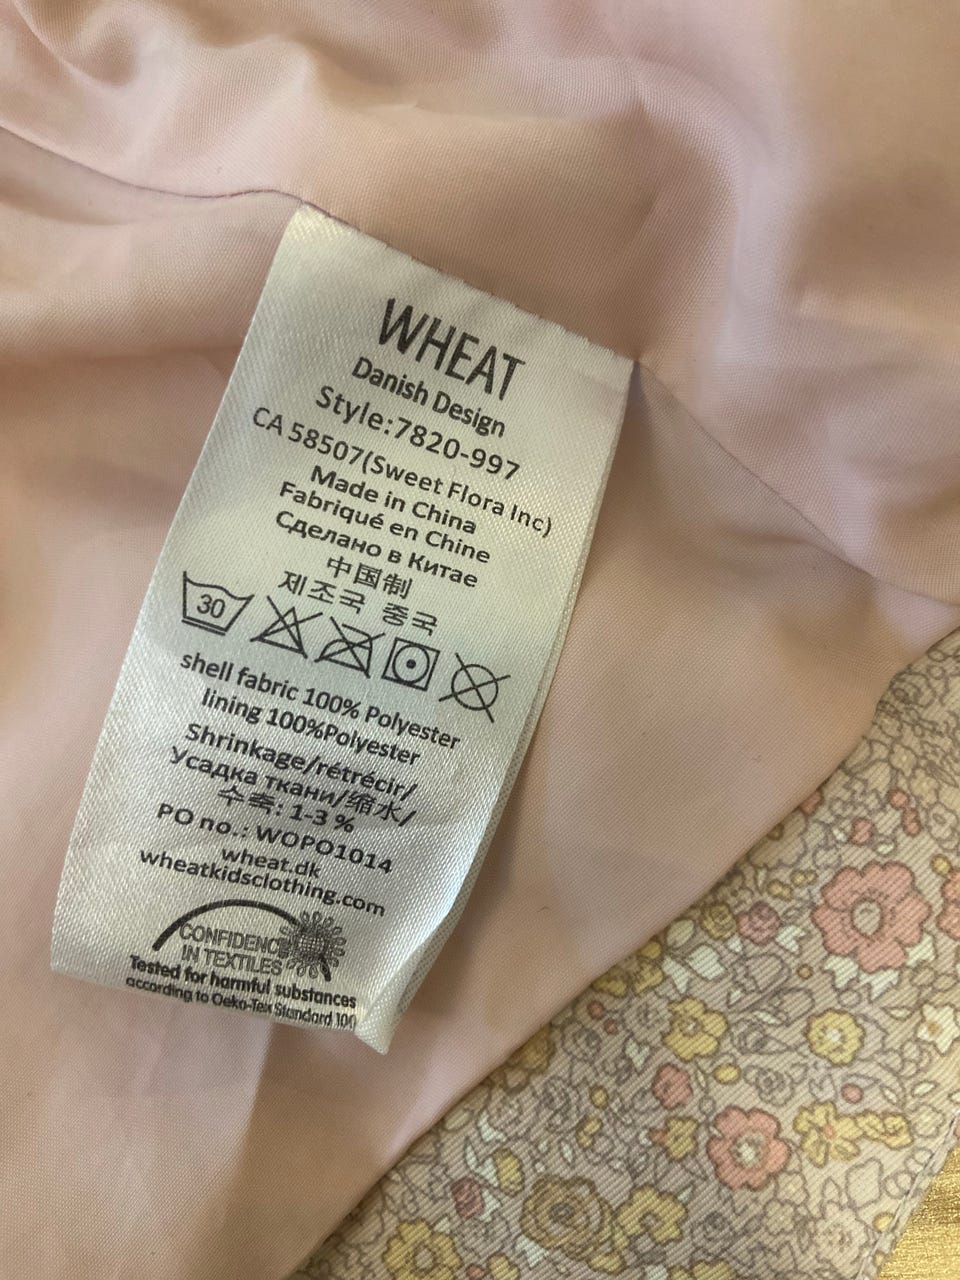 WHEAT
Danish Design
Style:7820-997
CA 58507(Sweet Flora Inc)
Made in China
Fabriqué en Chine
Сделано в Китае
中国制
제조국 중국
30
shell fabric 100% Polyester
lining 100%Polyester
Shrinkage/rétrécir/
Усадка ткани/缩水/
수축: 1-3 %
PO no.: WOPO1014
wheat.dk
wheatkidsclothing.com
CONFIDENCE
IN TEXTILES
Tested for harmful substances
according to Oeko-Tex Standard 100